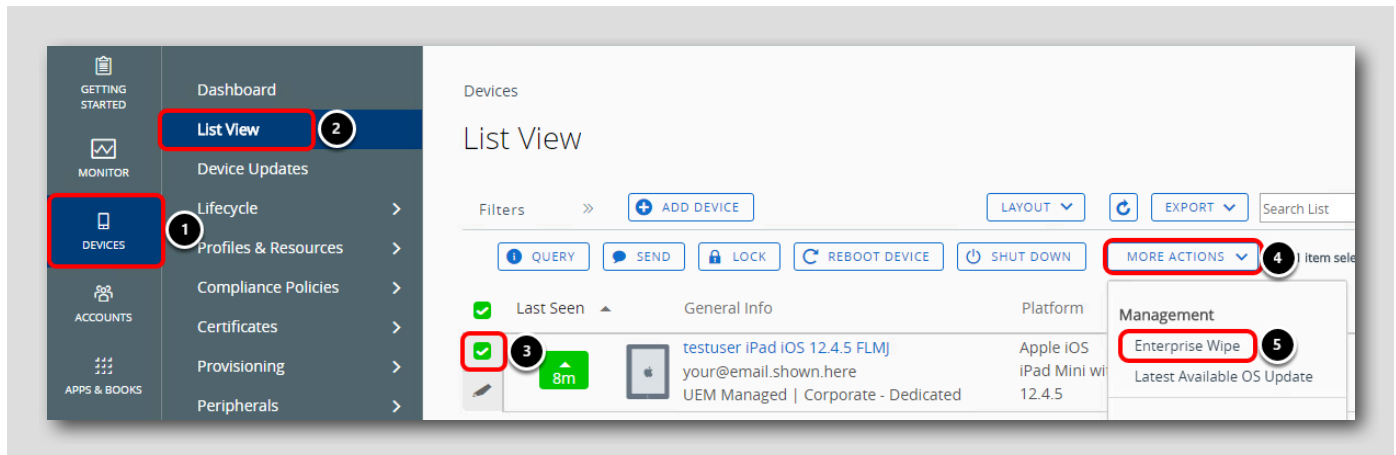 GETTING
STARTED
MONITOR
1
DEVICES
ACCOUNTS
APPS & BOOKS
Dashboard
List View 2
Device Updates
Lifecycle
Profiles & Resources
Compliance Policies
Certificates
Provisioning
Peripherals
Devices
List View
Filters » ADD DEVICE LAYOUT EXPORT Search List
QUERY SEND LOCK REBOOT DEVICE SHUT DOWN MORE ACTIONS 4 item
Last Seen General Info Platform
3 8m
testuser iPad iOS 12.4.5 FLMJ
your@email.shown.here
UEM Managed | Corporate - Dedicated
Apple iOS
iPad Mini
12.4.5
Management
Enterprise Wipe 5
Latest Available OS Update